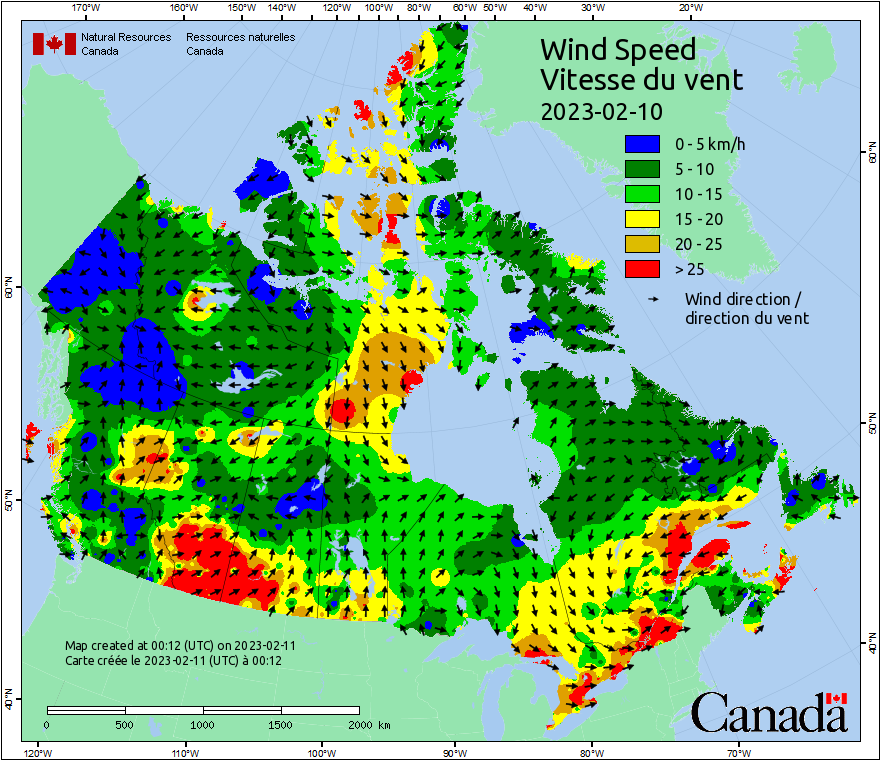 170°W 160°W 150°W 140°W 120°W 100°W 80°W 60°W 50°W 40°W 30°W 20°W
Natural Resources Ressources naturelles
Canada Canada
Wind Speed
Vitesse du vent
2023-02-10
0 - 5 km/h
5 - 10
10 - 15
15 - 20
20 - 25
> 25
Wind direction /
direction du vent
60°N 60°N
50°N 50°N
40°N 40°N
Map created at 00:12 (UTC) on 2023-02-11
Carte créée le 2023-02-11 (UTC) à 00:12
0 500 1000 1500 2000 km
Canada
120°W 110°W 100°W 90°W 80°W 70°W